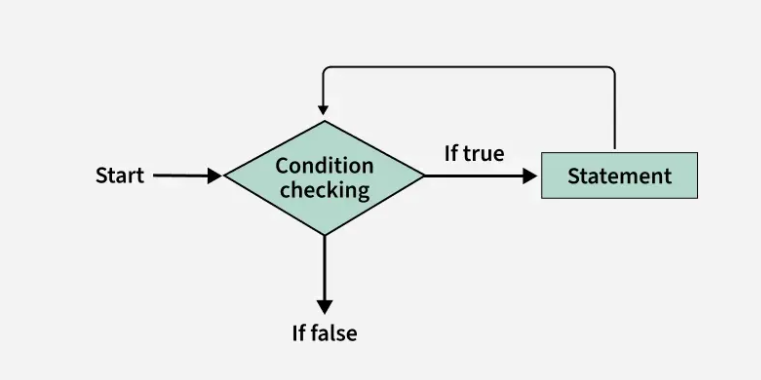 If true
Start
Condition
checking
Statement
If false